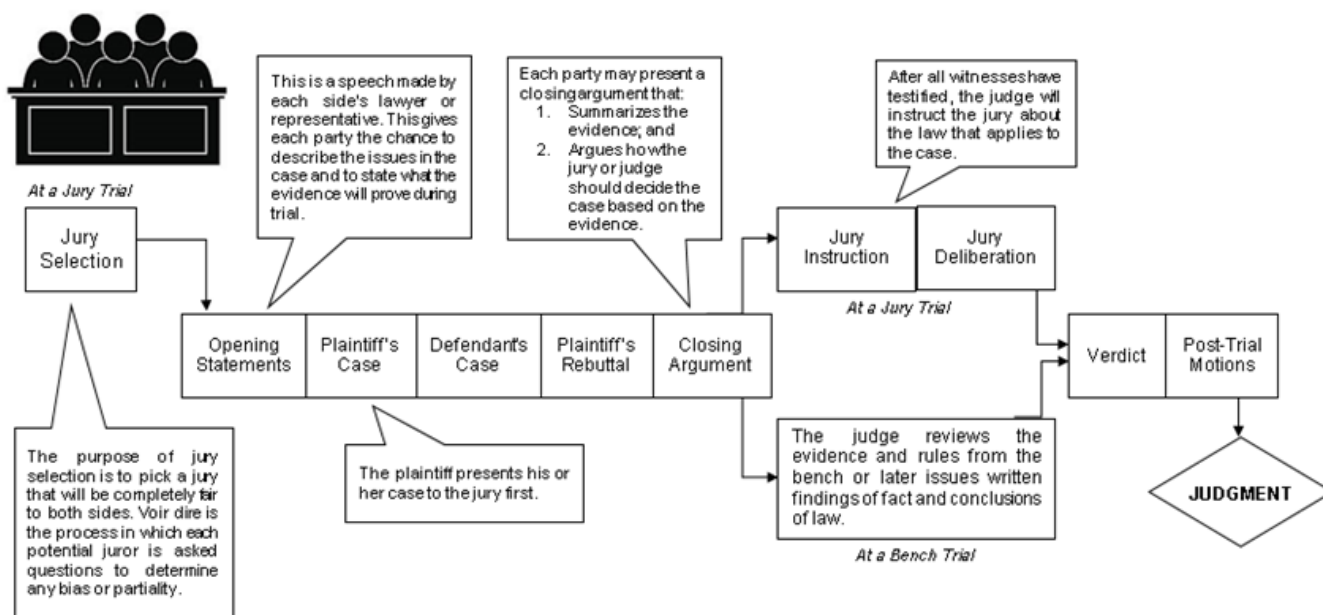 This is a speech made by
each side's lawyer or
representative. This gives
each party the chance to
describe the issues in the
case and to state what the
evidence will prove during
trial.
Each party may present a
closing argument that:
1. Summarizes the
evidence; and
2. Argues how the
jury or judge
should decide the
case based on the
evidence.
After all witnesses have
testified, the judge will
instruct the jury about
the law that applies to
the case.
At a Jury Trial
Jury
Selection
Jury
Instruction
Jury
Deliberation
At a Jury Trial
Opening
Statements
Plaintiff's
Case
Defendant's
Case
Plaintiff's
Rebuttal
Closing
Argument
Verdict
Post-Trial
Motions
The purpose of jury
selection is to pick a jury
that will be completely fair
to both sides. Voir dire is
the process in which each
potential juror is asked
questions to determine
any bias or partiality.
The plaintiff presents his or
her case to the jury first.
The judge reviews the
evidence and rules from the
bench or later issues written
findings of fact and conclusions
of law.
At a Bench Trial
JUDGMENT